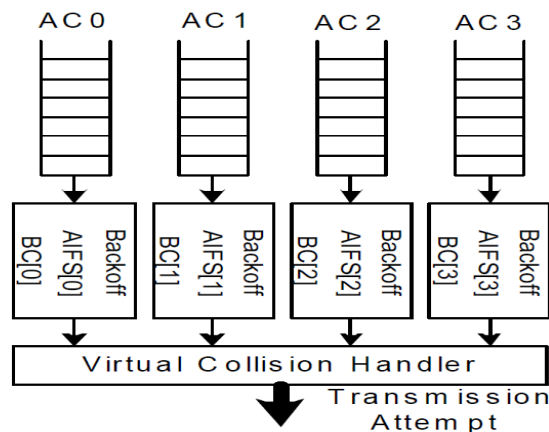 AC0 AC1 AC2 AC3
Backoff
AIFS[0]
BC[0]
Backoff
AIFS[1]
BC[1]
Backoff
AIFS[2]
BC[2]
Backoff
AIFS[3]
BC[3]
Virtual Collision Handler
Transmission
Attempt